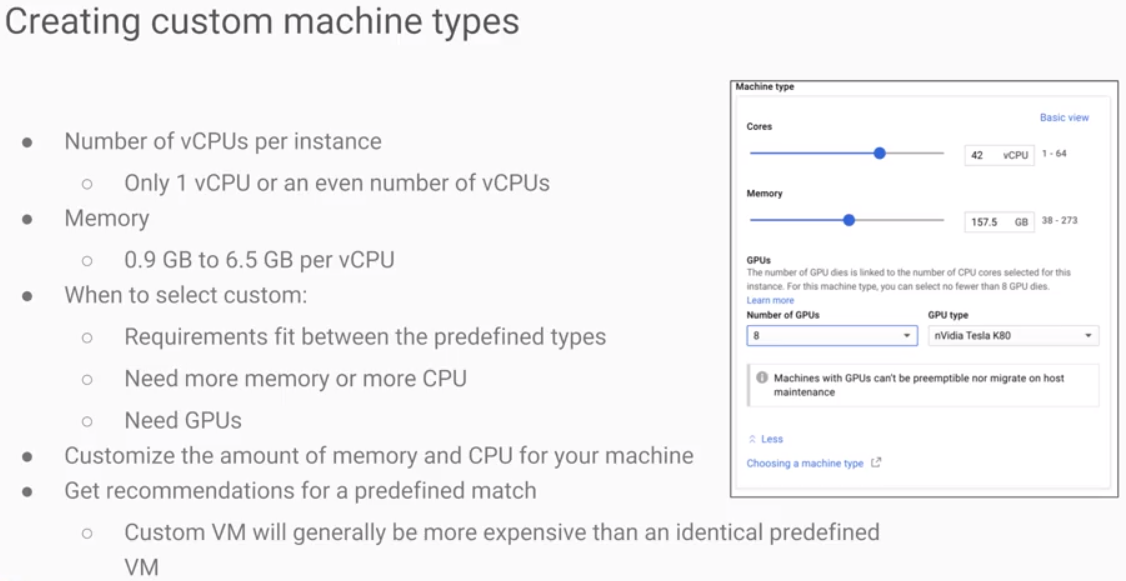 Creating custom machine types
Number of vCPUs per instance
Only 1 vCPU or an even number of vCPUs
Memory
0.9 GB to 6.5 GB per vCPU
When to select custom:
Requirements fit between the predefined types
Need more memory or more CPU
Need GPUs
Customize the amount of memory and CPU for your machine
Get recommendations for a predefined match
Custom VM will generally be more expensive than an identical predefined
VM
Machine type
Basic view
Cores
42 vCPU 1 - 64
Memory
157.5 GB 38 - 273
GPUs
The number of GPU dies is linked to the number of CPU cores selected for this
instance. For this machine type, you can select no fewer than 8 GPU dies.
Learn more
Number of GPUs GPU type
8 nVidia Tesla K80
Machines with GPUs can't be preemptible nor migrate on host
maintenance
Less
Choosing a machine type